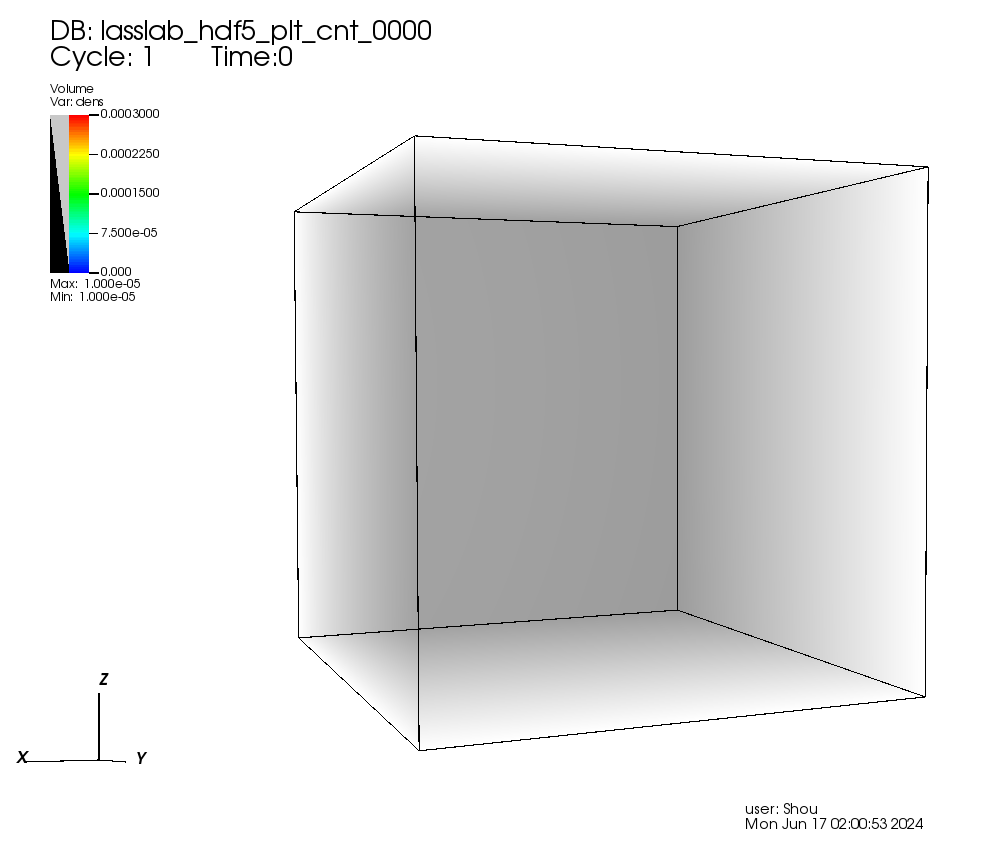 DB: lasslab_hdf5_plt_cnt_0000
Cycle: 1 Time:0
Volume
Var: dens
0.0003000
0.0002250
0.0001500
7.500e-05
0.000
Max: 1.000e-05
Min: 1.000e-05
Z
X
Y
user: Shou
Mon Jun 17 02:00:53 2024